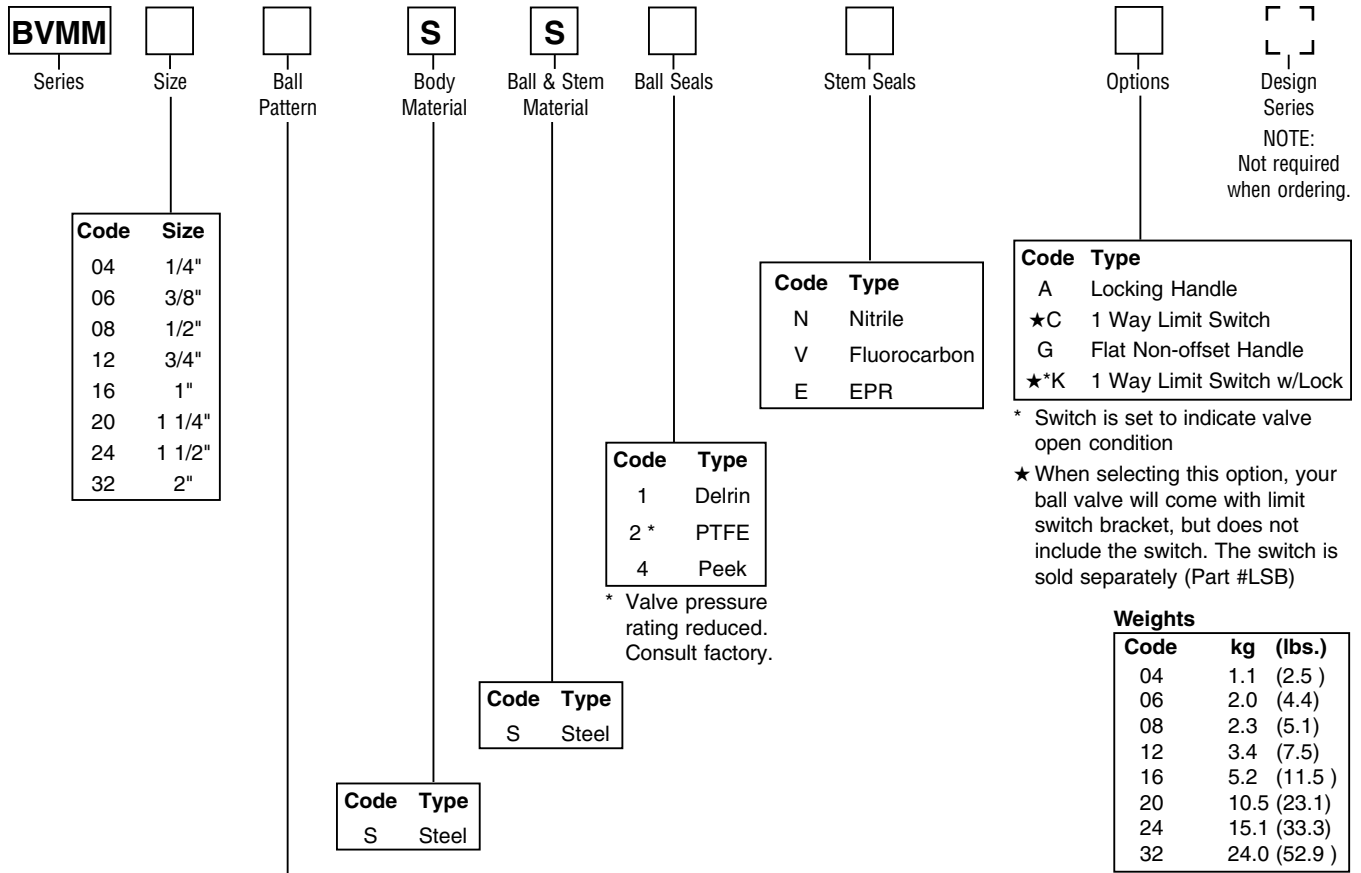 BVMM S S
Series Size Ball Pattern Body Material Ball & Stem Material Ball Seals Stem Seals Options Design Series
NOTE:
Not required
when ordering.
Code Size
04 1/4"
06 3/8"
08 1/2"
12 3/4"
16 1"
20 1 1/4"
24 1 1/2"
32 2"
Code Type
S Steel
Code Type
S Steel
Code Type
1 Delrin
2 * PTFE
4 Peek
* Valve pressure
rating reduced.
Consult factory.
Code Type
N Nitrile
V Fluorocarbon
E EPR
Code Type
A Locking Handle
★C 1 Way Limit Switch
G Flat Non-offset Handle
★*K 1 Way Limit Switch w/Lock
* Switch is set to indicate valve
open condition
★ When selecting this option, your
ball valve will come with limit
switch bracket, but does not
include the switch. The switch is
sold separately (Part #LSB)
Weights
Code kg (lbs.)
04 1.1 (2.5 )
06 2.0 (4.4)
08 2.3 (5.1)
12 3.4 (7.5)
16 5.2 (11.5 )
20 10.5 (23.1)
24 15.1 (33.3)
32 24.0 (52.9 )